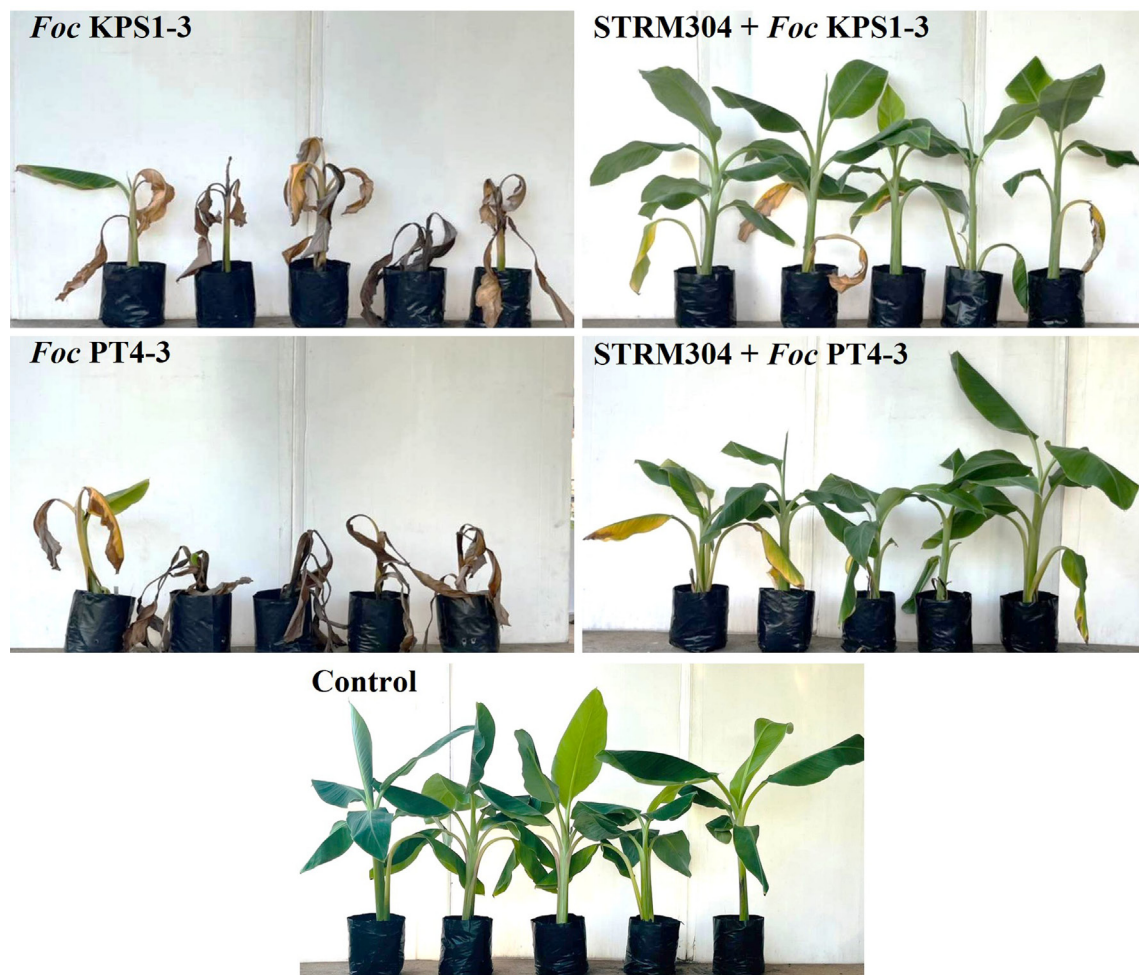 Foc KPS1-3
STRM304 + Foc KPS1-3
Foc PT4-3
STRM304 + Foc PT4-3
Control